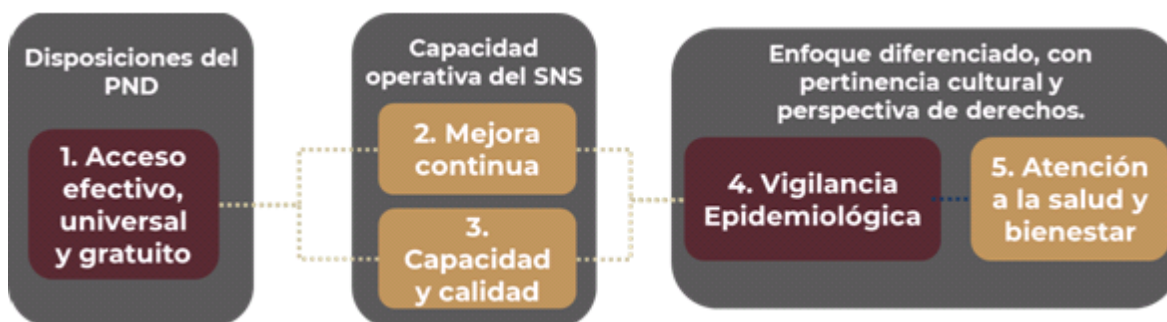 Disposiciones del
PND
1. Acceso
efectivo,
universal
y gratuito
Capacidad
operativa del SNS
2. Mejora
continua
3.
Capacidad
y calidad
Enfoque diferenciado, con
pertinencia cultural y
perspectiva de derechos.
4. Vigilancia
Epidemiológica
5. Atención
a la salud y
bienestar